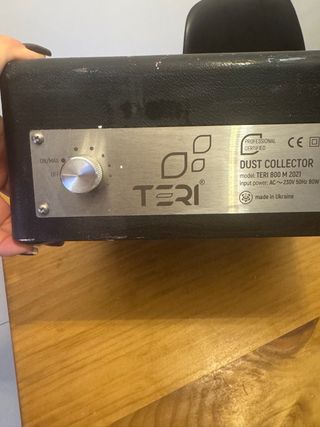 ON/MAX
OFF
TERI®
PROFESSIONAL
CERTIFIED
CE
DUST COLLECTOR
model: TERI 800 M 2021
input power: AC~230V 50Hz 80W
made in Ukraine